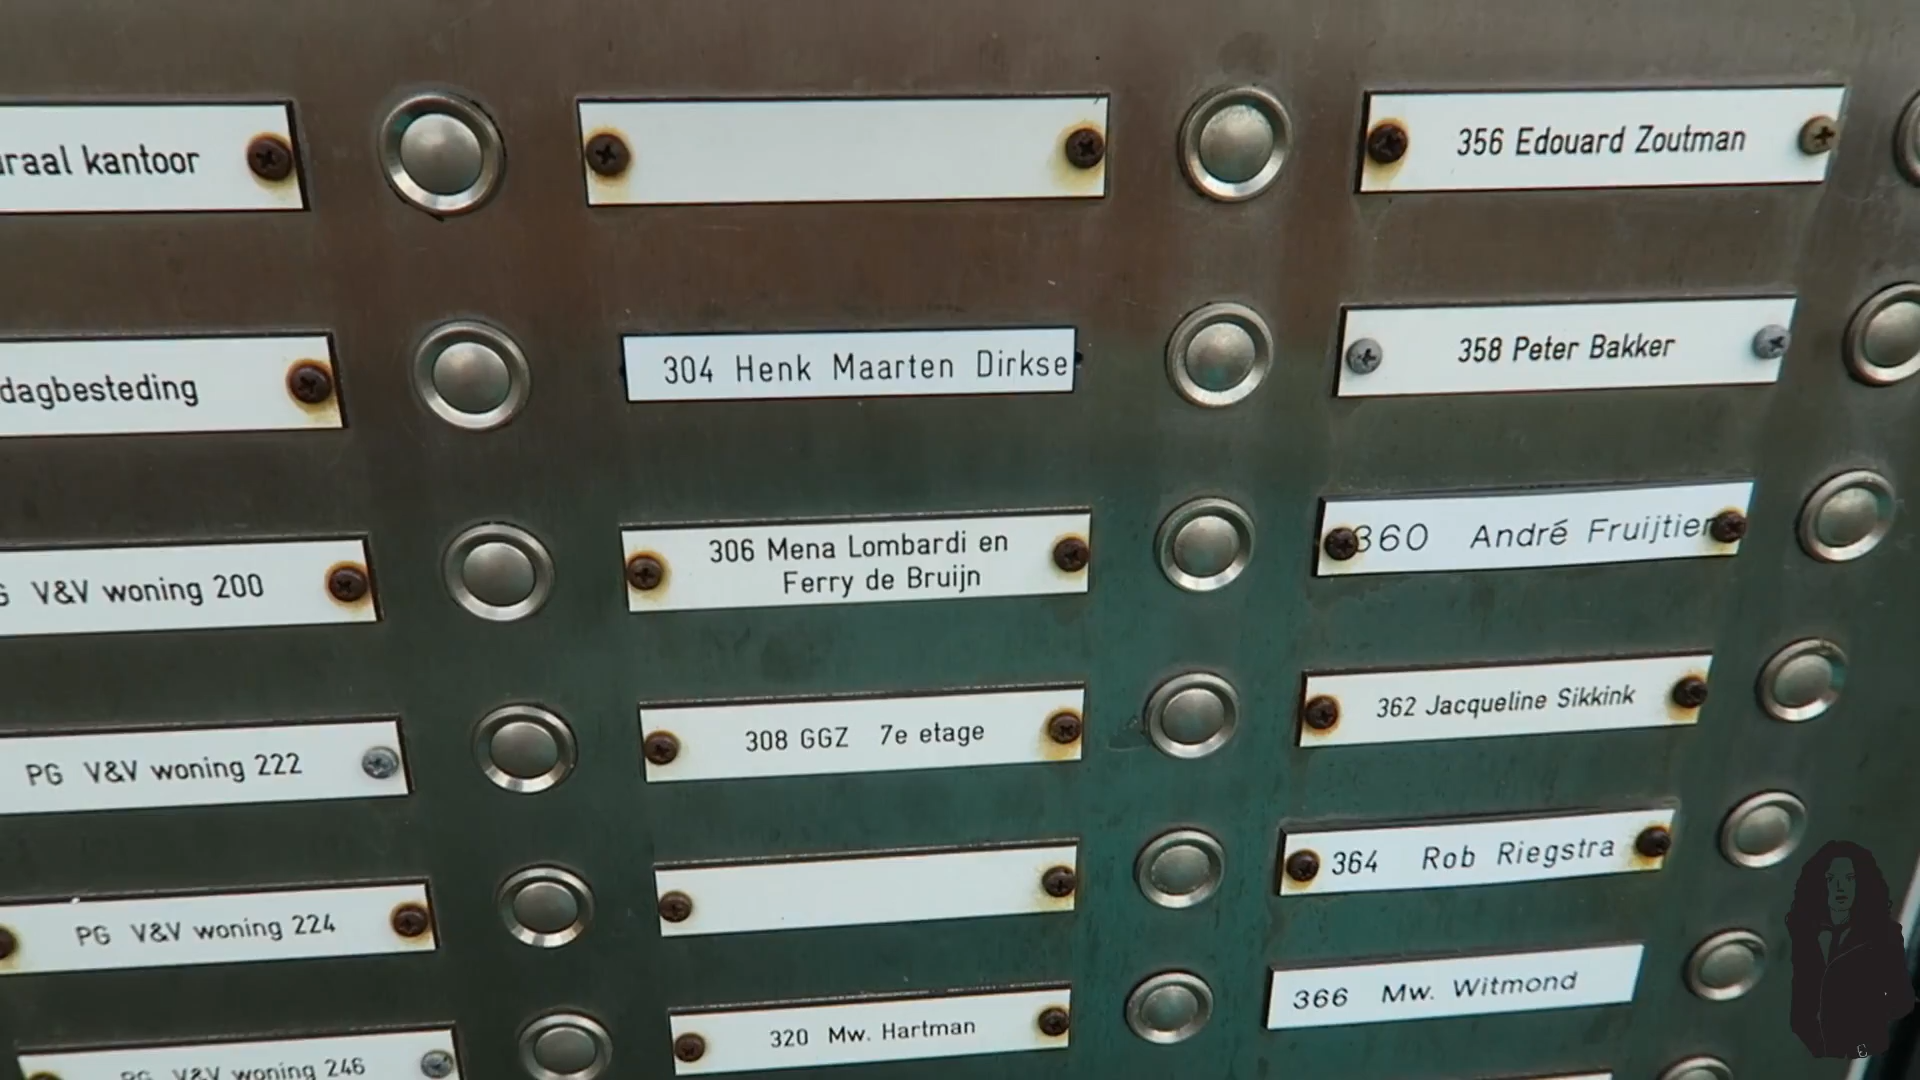 raal kantoor
dagbesteding
V&V woning 200
PG V&V woning 222
PG V&V woning 224
PG V&V woning 246
304 Henk Maarten Dirkse
306 Mena Lombardi en
Ferry de Bruijn
308 GGZ 7e etage
320 Mw. Hartman
356 Edouard Zoutman
358 Peter Bakker
360 André Fruijtier
362 Jacqueline Sikkink
364 Rob Riegstra
366 Mw. Witmond